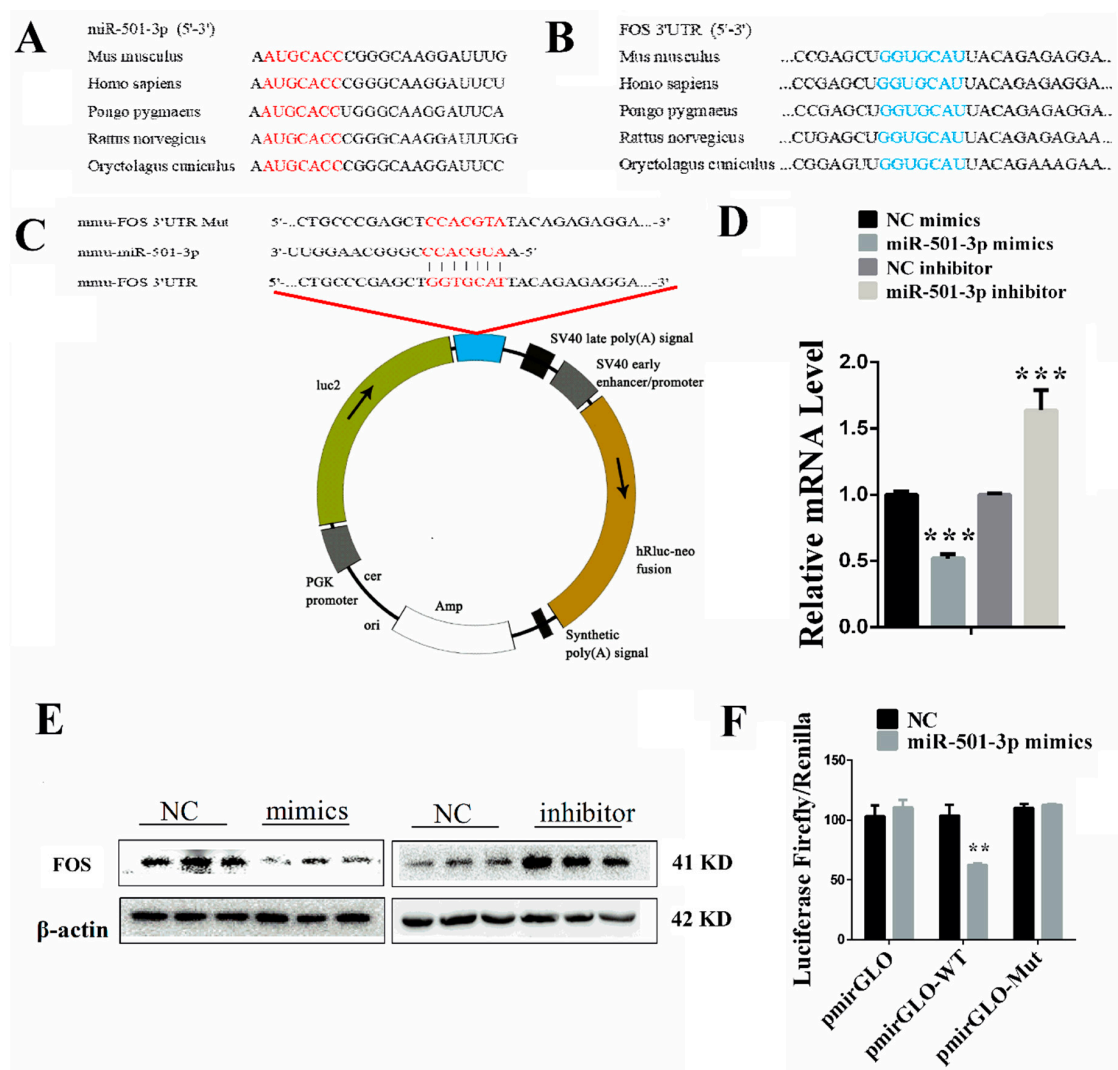 A
miR-501-3p (5'-3')
Mus musculus AAUGCACCCGGGCAAGGAUUUG
Homo sapiens AAUGCACCCGGGCAAGGAUUCU
Pongo pygmaeus AAUGCACCUGGGCAAGGAUUCA
Rattus norvegicus AAUGCACCUGGGCAAGGAUUUGG
Oryctolagus cuniculus AAUGCACCCGGGCAAGGAUUCC
B
FOS 3'UTR (5'-3')
Mus musculus ...CCGAGCUGGUGCAUUACAGAGAGGA...
Homo sapiens ...CCGAGCUGGUGCAUUACAGAGAGGA...
Pongo pygmaeus ...CCGAGCUGGUGCAUUACAGAGAGGA...
Rattus norvegicus ...CUGAGCUGGUGCAUUACAGAGAGAA...
Oryctolagus cuniculus ...CGGAGUUGGUGCAUUACAGAAAGAA...
C
mmu-FOS 3'UTR Mut 5'-...CTGCCCGAGCTCCACGTATACAGAGAGGA...-3'
mmu-miR-501-3p 3'-UUGGAACGGGCCCACGUAA-5'
mmu-FOS 3'UTR 5'-...CTGCCCGAGCTGGTGCATTACAGAGAGGA...-3'
SV40 late poly(A) signal
SV40 early
enhancer/promoter
luc2
hRluc-neo
fusion
PGK
promoter
cer
ori
Amp
Synthetic
poly(A) signal
D
NC mimics
miR-501-3p mimics
NC inhibitor
miR-501-3p inhibitor
Relative mRNA Level
2.0
1.5
1.0
0.5
0.0
***
***
E
NC mimics NC inhibitor
FOS 41 KD
β-actin 42 KD
F
NC
miR-501-3p mimics
Luciferase Firefly/Renilla
150
100
50
0
**
pmirGLO
pmirGLO-WT
pmirGLO-Mut